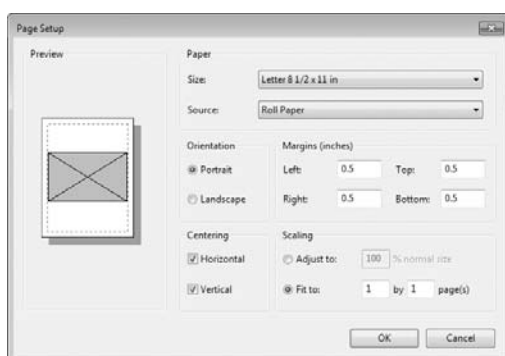 Page Setup
Preview
Paper
Size: Letter 8 1/2 x 11 in
Source: Roll Paper
Orientation
Portrait
Landscape
Margins (inches)
Left: 0.5 Top: 0.5
Right: 0.5 Bottom: 0.5
Centering
Horizontal
Vertical
Scaling
Adjust to: 100 % normal size
Fit to: 1 by 1 page(s)
OK Cancel